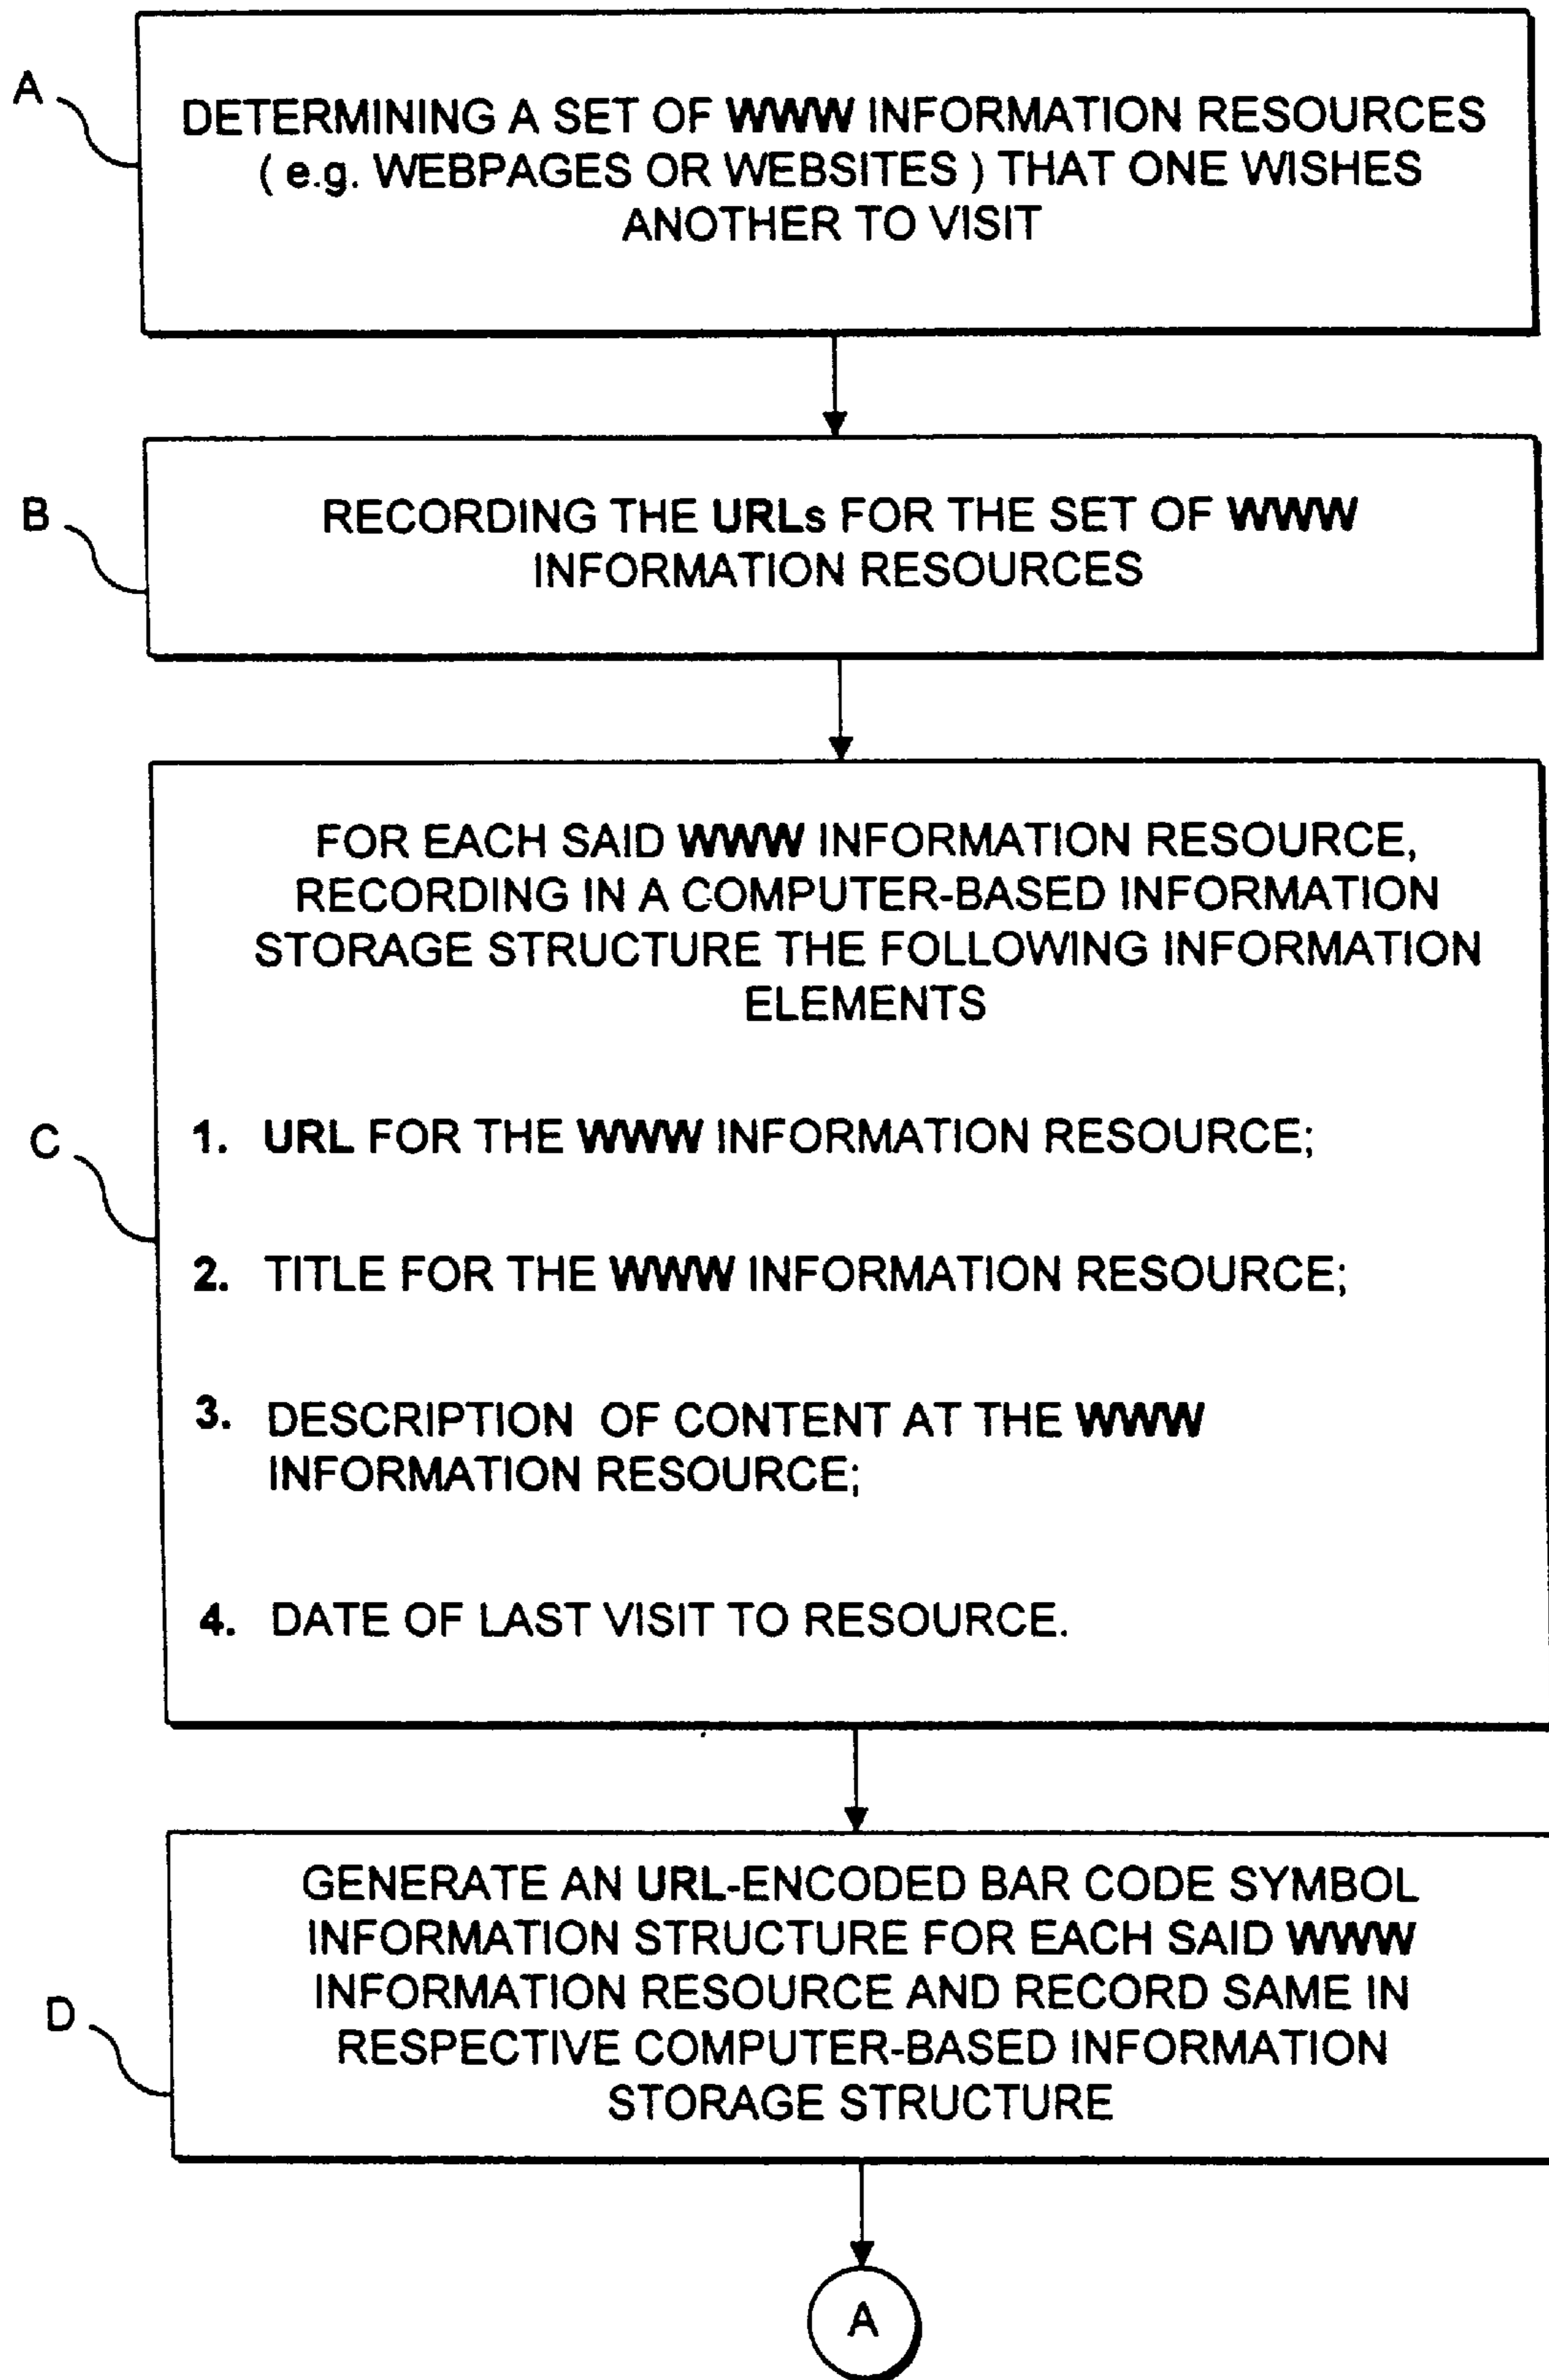 A
DETERMINING A SET OF WWW INFORMATION RESOURCES
( e.g. WEBPAGES OR WEBSITES ) THAT ONE WISHES
ANOTHER TO VISIT
B
RECORDING THE URLs FOR THE SET OF WWW
INFORMATION RESOURCES
FOR EACH SAID WWW INFORMATION RESOURCE,
RECORDING IN A COMPUTER-BASED INFORMATION
STORAGE STRUCTURE THE FOLLOWING INFORMATION
ELEMENTS
C
1. URL FOR THE WWW INFORMATION RESOURCE;
2. TITLE FOR THE WWW INFORMATION RESOURCE;
3. DESCRIPTION OF CONTENT AT THE WWW
INFORMATION RESOURCE;
4. DATE OF LAST VISIT TO RESOURCE.
D
GENERATE AN URL-ENCODED BAR CODE SYMBOL
INFORMATION STRUCTURE FOR EACH SAID WWW
INFORMATION RESOURCE AND RECORD SAME IN
RESPECTIVE COMPUTER-BASED INFORMATION
STORAGE STRUCTURE
A